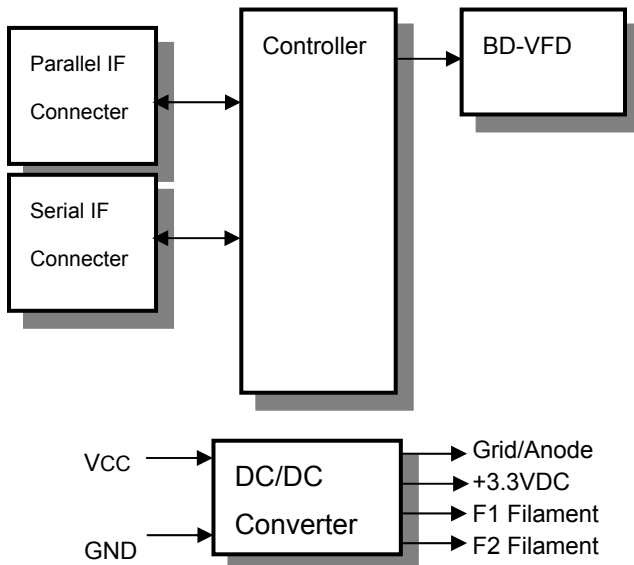 Parallel IF
Connecter
Controller
BD-VFD
Serial IF
Connecter
VCC
GND
DC/DC
Converter
Grid/Anode
+3.3VDC
F1 Filament
F2 Filament